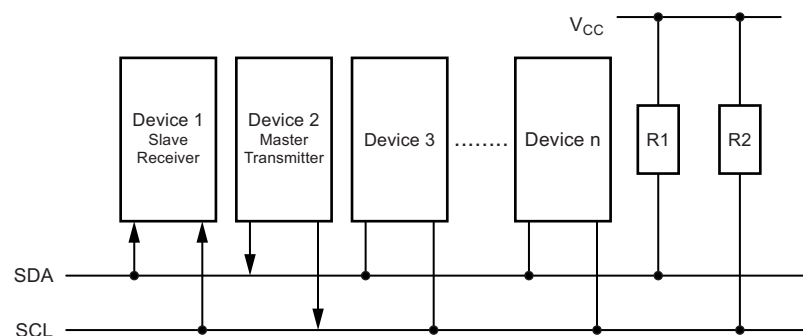 V_CC
Device 1
Slave
Receiver
Device 2
Master
Transmitter
Device 3
........
Device n
R1
R2
SDA
SCL